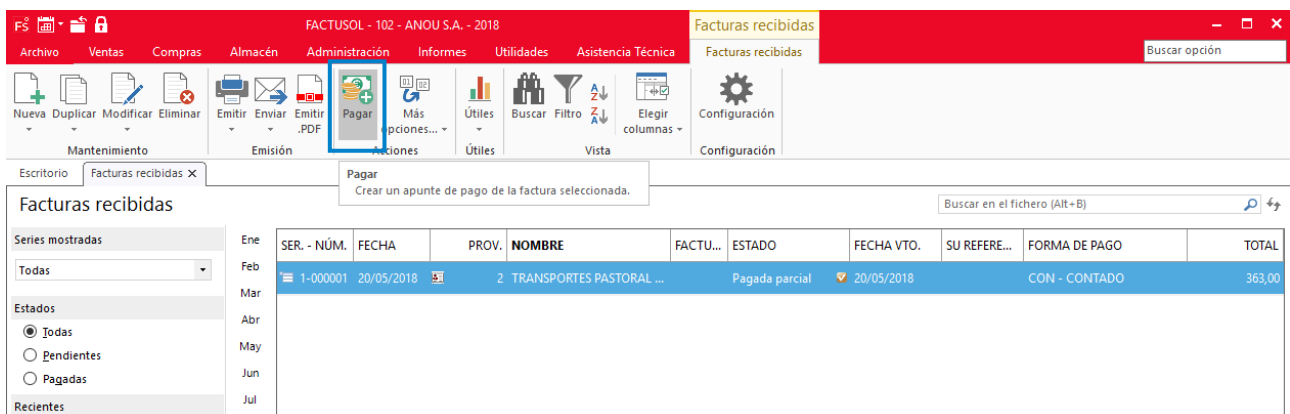 FS
FACTUSOL - 102 - ANOU S.A. - 2018
Facturas recibidas
Archivo Ventas Compras Almacén Administración Informes Utilidades Asistencia Técnica Facturas recibidas
Buscar opción
Nueva Duplicar Modificar Eliminar Emitir Enviar Emitir .PDF Pagar Más opciones... Útiles Buscar Filtro Elegir columnas Configuración
Mantenimiento Emisión Acciones Útiles Vista Configuración
Escritorio Facturas recibidas
Pagar
Crear un apunte de pago de la factura seleccionada.
Facturas recibidas
Buscar en el fichero (Alt+B)
Series mostradas
Todas
Estados
Todas
Pendientes
Pagadas
Recientes
Ene
Feb
Mar
Abr
May
Jun
Jul
SER. - NÚM. FECHA PROV. NOMBRE FACTU... ESTADO FECHA VTO. SU REFERE... FORMA DE PAGO TOTAL
1-000001 20/05/2018 2 TRANSPORTES PASTORAL ... Pagada parcial 20/05/2018 CON - CONTADO 363,00